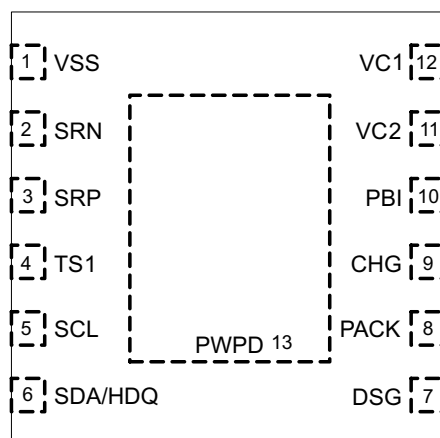 1 VSS VC1 12
2 SRN VC2 11
3 SRP PBI 10
4 TS1 CHG 9
5 SCL PACK 8
PWPD 13
6 SDA/HDQ DSG 7